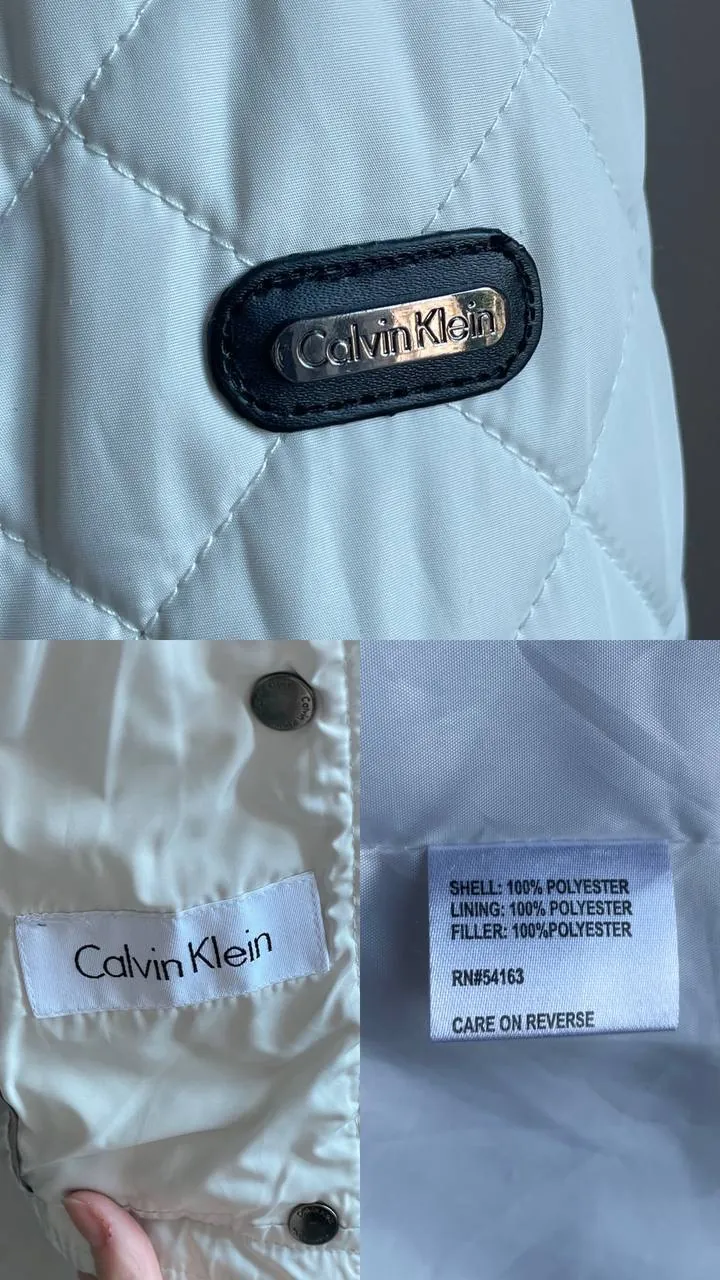 Calvin Klein
Calvin Klein
SHELL: 100% POLYESTER
LINING: 100% POLYESTER
FILLER: 100%POLYESTER
RN#54163
CARE ON REVERSE